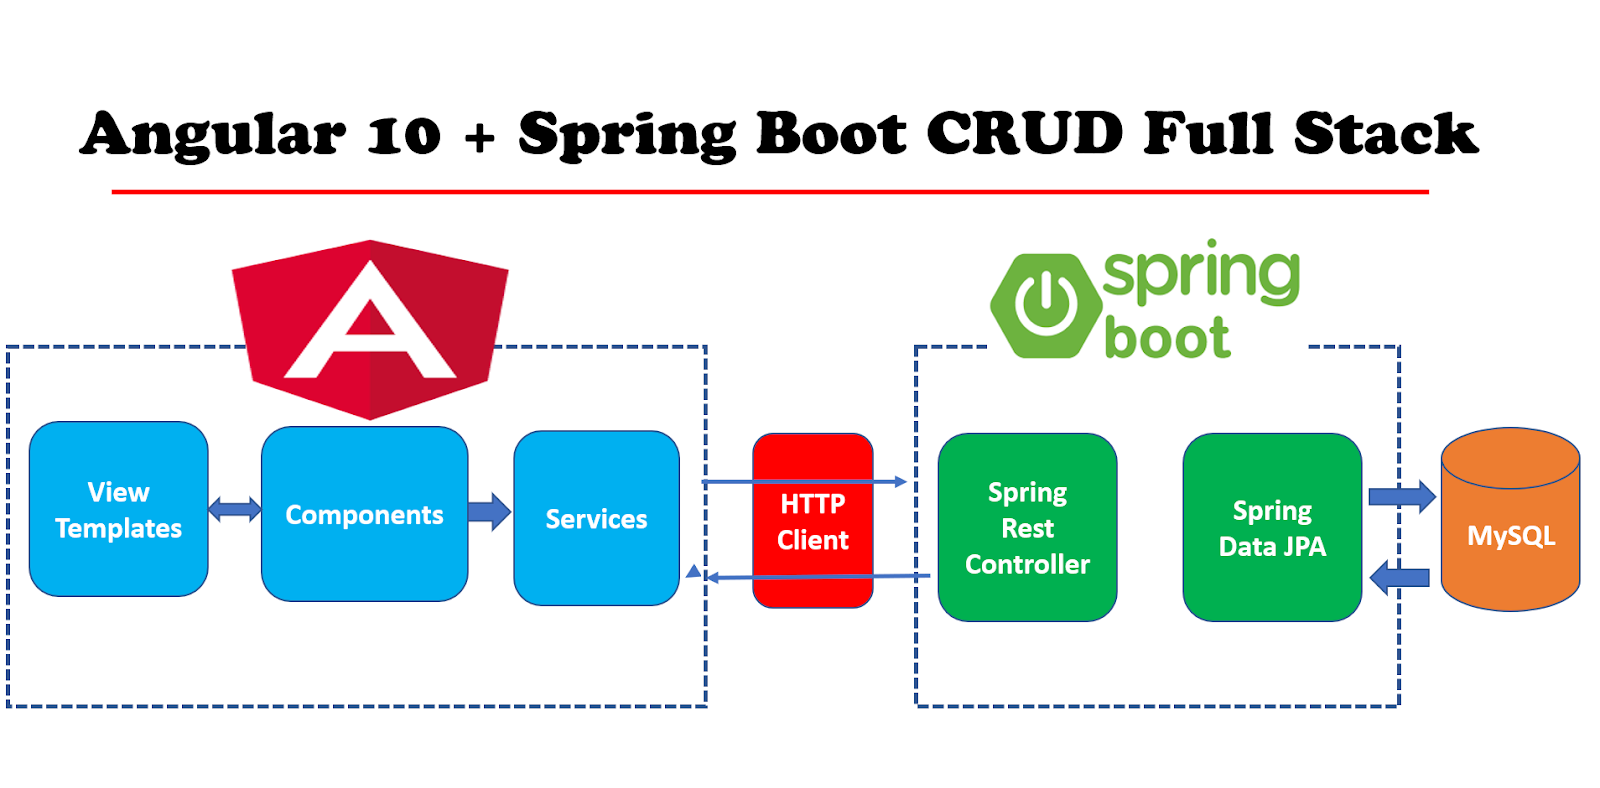 Angular 10 + Spring Boot CRUD Full Stack
spring
boot
View
Templates
Components
Services
HTTP
Client
Spring
Rest
Controller
Spring
Data JPA
MySQL